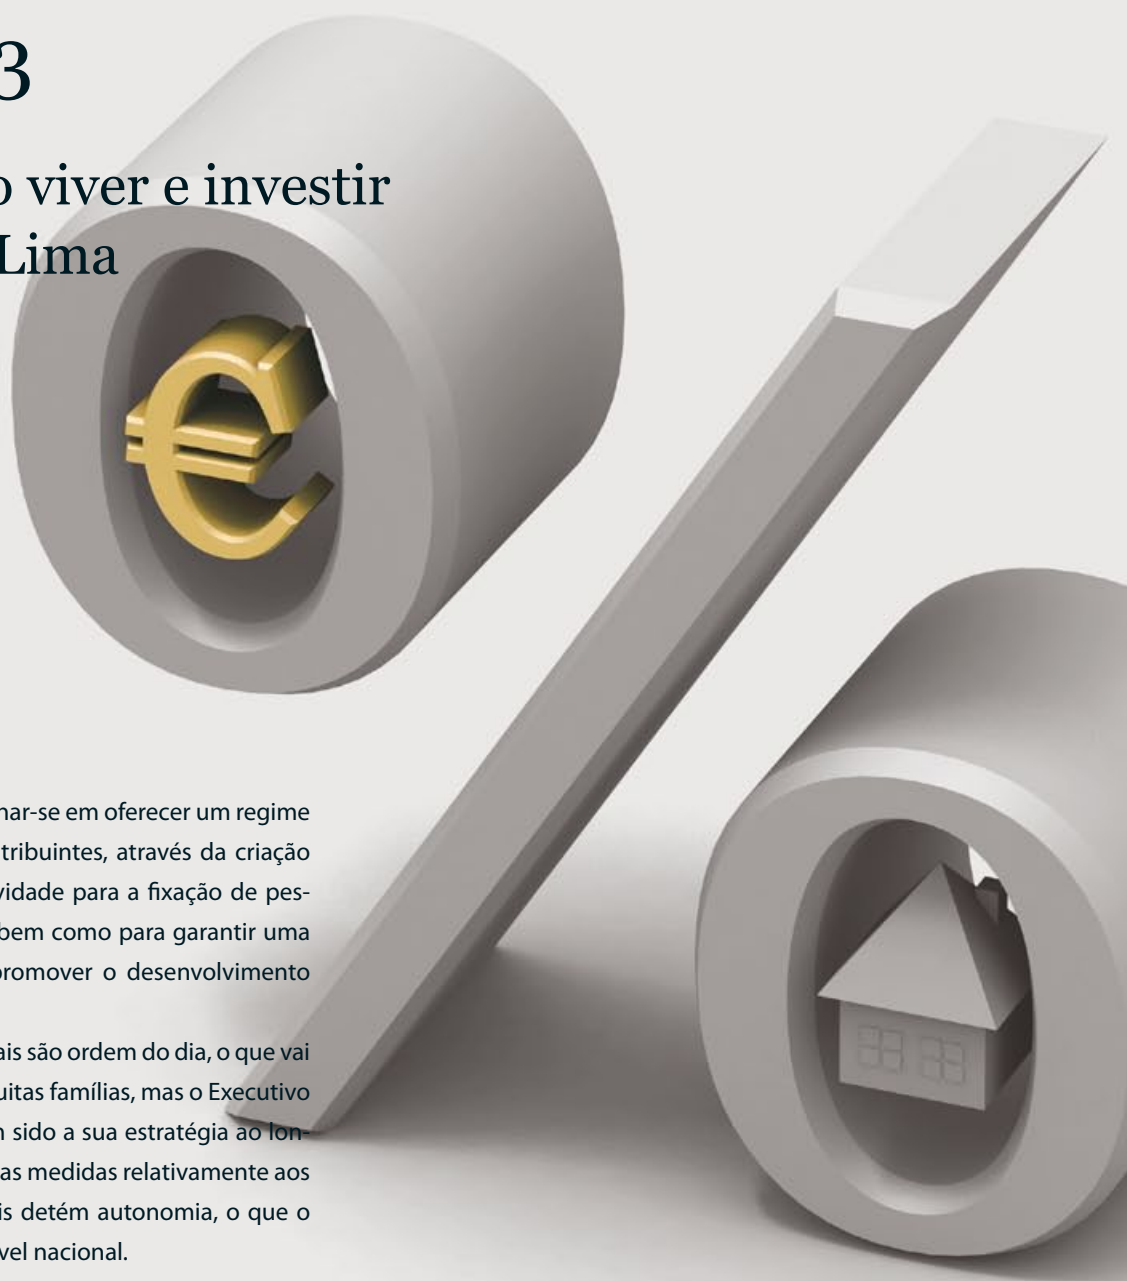 3
o viver e investir
Lima
nar-se em oferecer um regime
tribuintes, através da criação
vidade para a fixação de pes-
bem como para garantir uma
promover o desenvolvimento
ais são ordem do dia, o que vai
uitas famílias, mas o Executivo
n sido a sua estratégia ao lon-
as medidas relativamente aos
is detém autonomia, o que o
vel nacional.